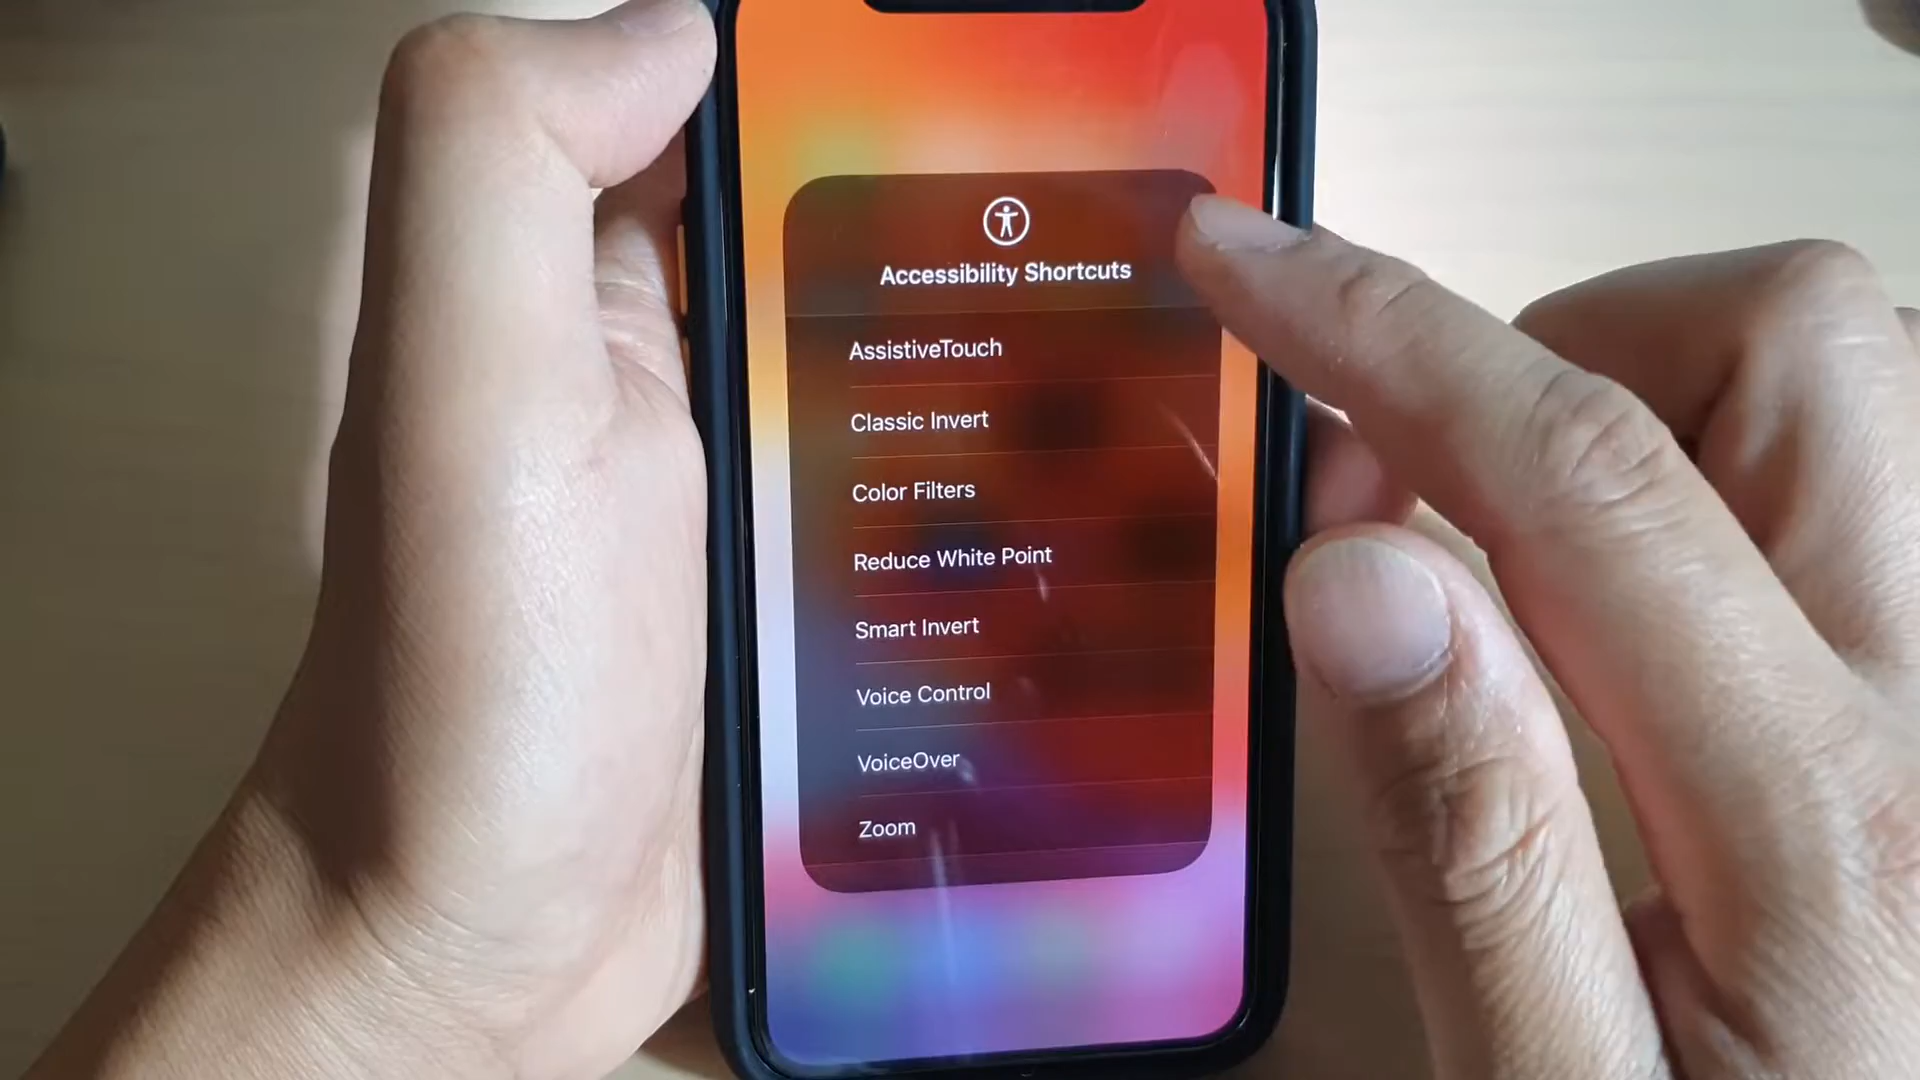 Accessibility Shortcuts
AssistiveTouch
Classic Invert
Color Filters
Reduce White Point
Smart Invert
Voice Control
VoiceOver
Zoom